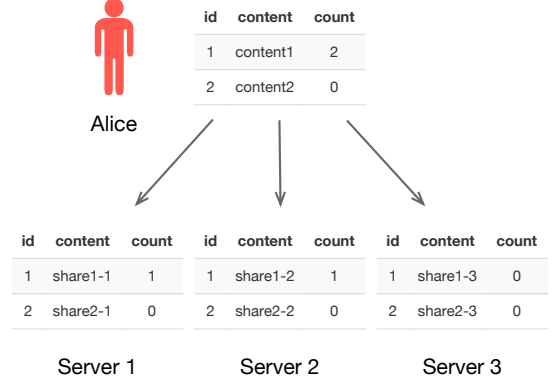 id content count
1 content1 2
2 content2 0
Alice
id content count
1 share1-1 1
2 share2-1 0
Server 1
id content count
1 share1-2 1
2 share2-2 0
Server 2
id content count
1 share1-3 0
2 share2-3 0
Server 3